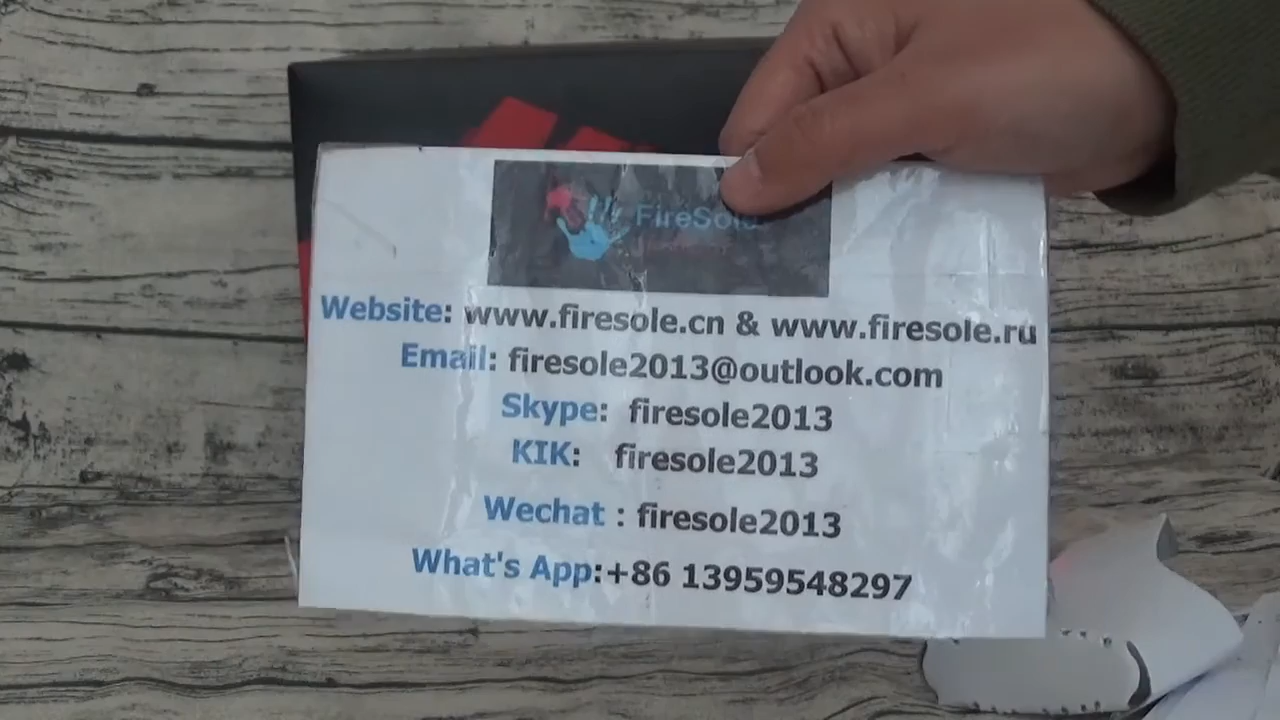 FireSole
Website: www.firesole.cn & www.firesole.ru
Email: firesole2013@outlook.com
Skype: firesole2013
KIK: firesole2013
Wechat : firesole2013
What's App:+86 13959548297